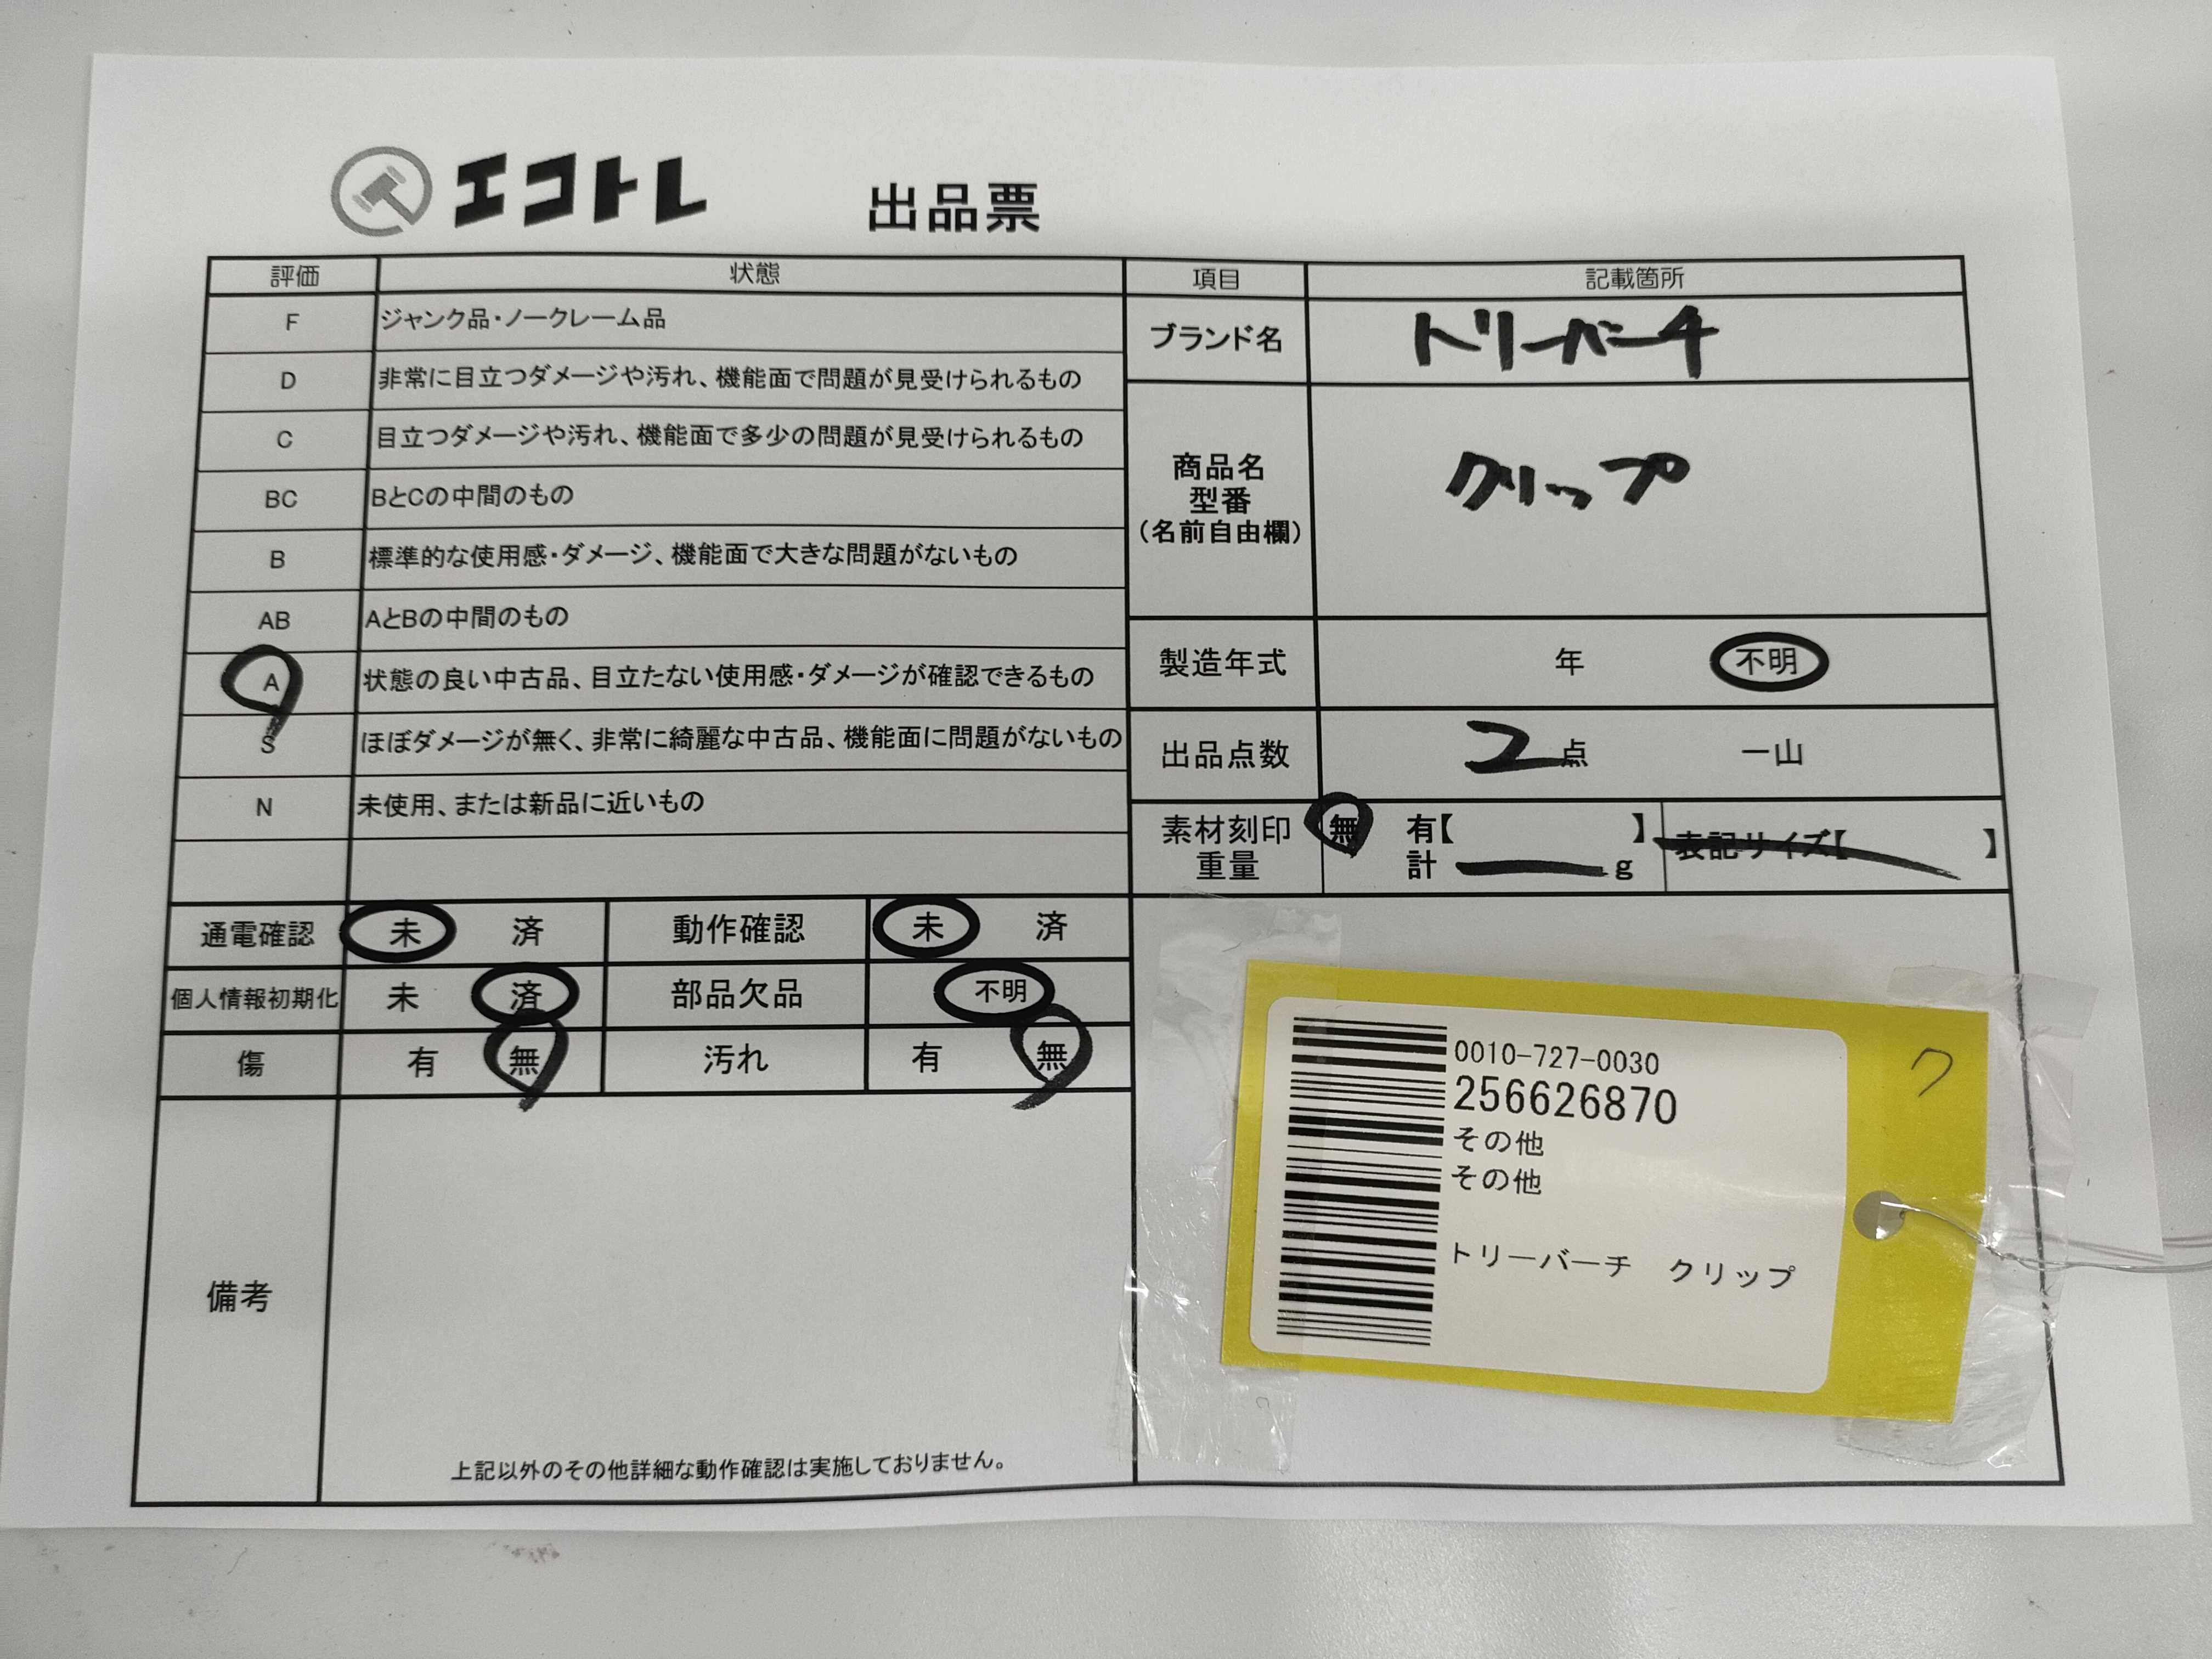 エコトレ 出品票
評価 状態
F ジャンク品・ノークレーム品
D 非常に目立つダメージや汚れ、機能面で問題が見受けられるもの
C 目立つダメージや汚れ、機能面で多少の問題が見受けられるもの
BC BとCの中間のもの
B 標準的な使用感・ダメージ、機能面で大きな問題がないもの
AB AとBの中間のもの
A 状態の良い中古品、目立たない使用感・ダメージが確認できるもの
S ほぼダメージが無く、非常に綺麗な中古品、機能面に問題がないもの
N 未使用、または新品に近いもの
項目 記載箇所
ブランド名 トリーバーチ
商品名
型番
(名前自由欄)
クリップ
製造年式 年 不明
出品点数 2点 一山
素材刻印 無 有【 】 表記サイズ【 】
重量 計 g
通電確認 未 済 動作確認 未 済
個人情報初期化 未 済 部品欠品 不明
傷 有 無 汚れ 有 無
備考
上記以外のその他詳細な動作確認は実施しておりません。
0010-727-0030
256626870
その他
その他
トリーバーチ クリップ
ク